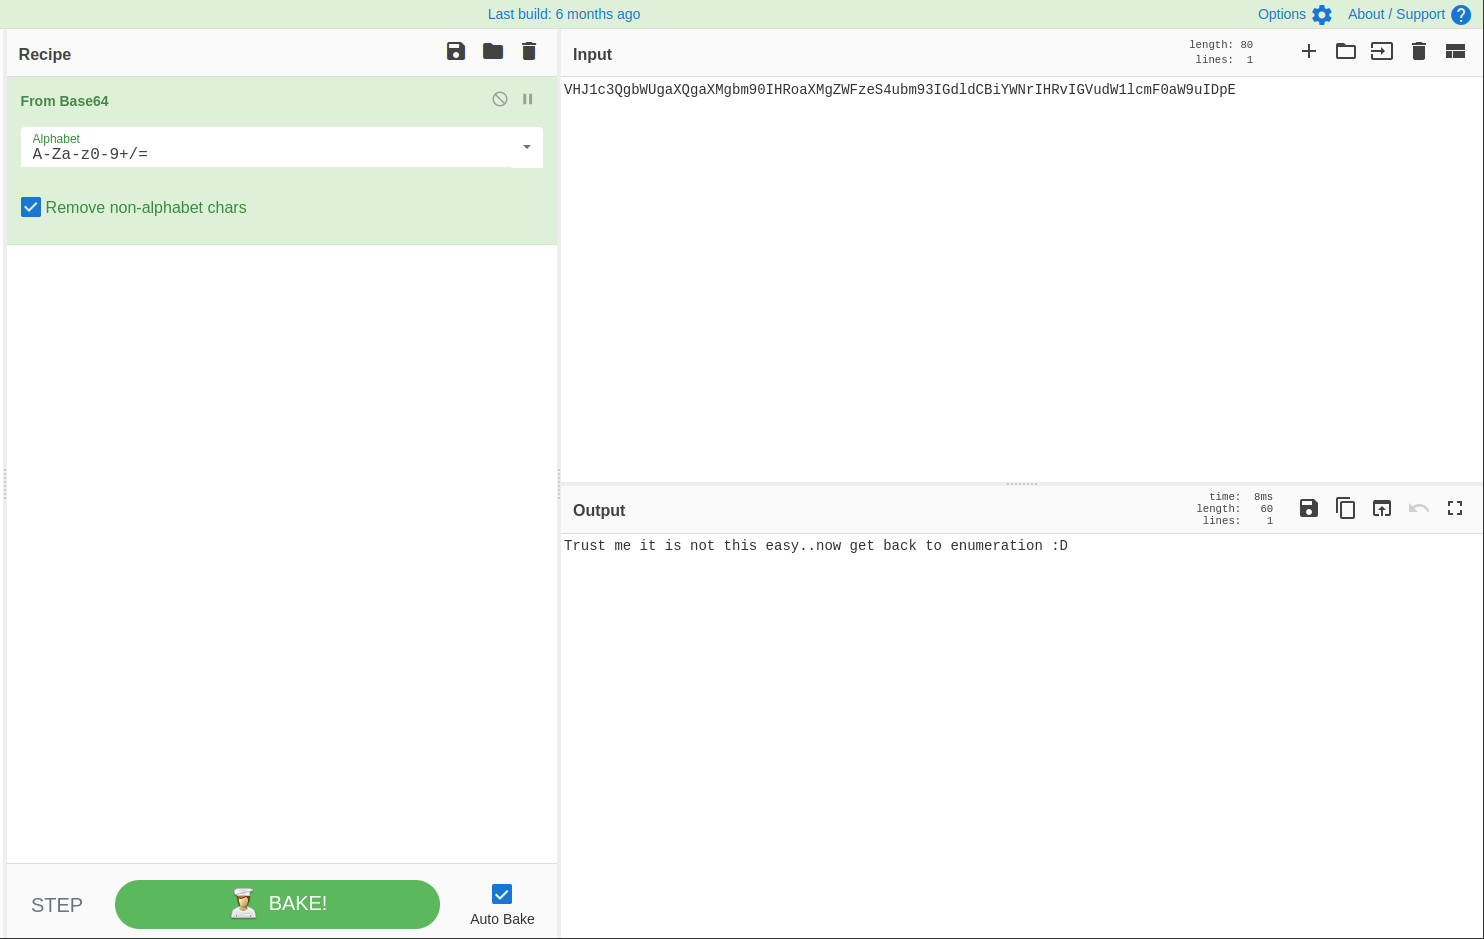 Last build: 6 months ago
Options
About / Support
Recipe
From Base64
Alphabet
A-Za-z0-9+/=
Remove non-alphabet chars
STEP
BAKE!
Auto Bake
Input
length: 80
lines: 1
VHJ1c3QgbWUgaXQgaXMgbm90IHRoaXMgZWFzeS4ubm93IGdldCBiYWNrIHRvIGVudW1lcmF0aW9uIDpE
Output
time: 8ms
length: 60
lines: 1
Trust me it is not this easy..now get back to enumeration :D